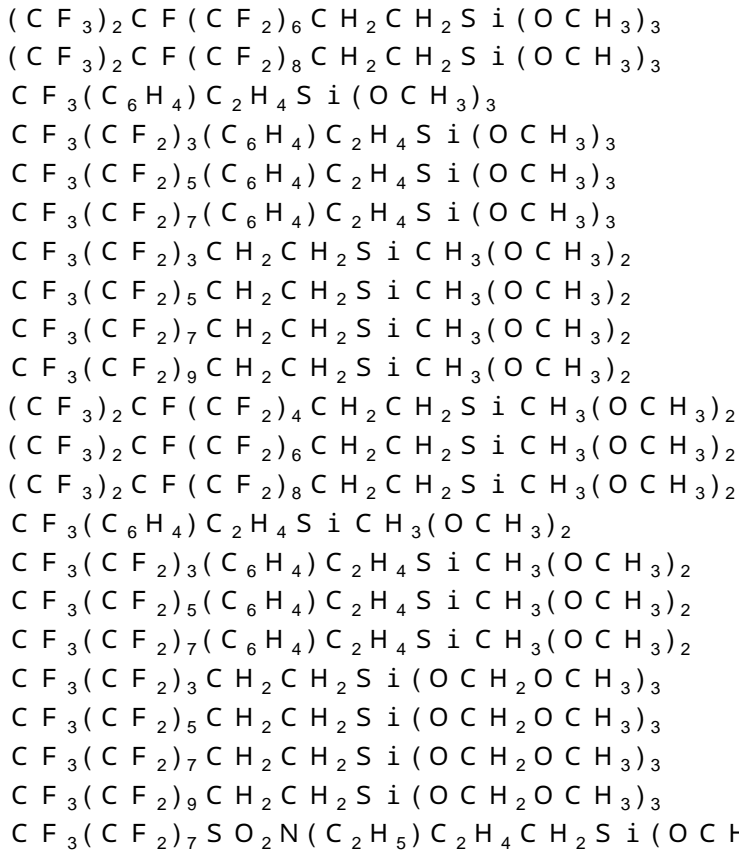 (CF₃)₂CF(CF₂)₆CH₂CH₂Si(OCH₃)₃
(CF₃)₂CF(CF₂)₈CH₂CH₂Si(OCH₃)₃
CF₃(C₆H₄)C₂H₄Si(OCH₃)₃
CF₃(CF₂)₃(C₆H₄)C₂H₄Si(OCH₃)₃
CF₃(CF₂)₅(C₆H₄)C₂H₄Si(OCH₃)₃
CF₃(CF₂)₇(C₆H₄)C₂H₄Si(OCH₃)₃
CF₃(CF₂)₃CH₂CH₂SiCH₃(OCH₃)₂
CF₃(CF₂)₅CH₂CH₂SiCH₃(OCH₃)₂
CF₃(CF₂)₇CH₂CH₂SiCH₃(OCH₃)₂
CF₃(CF₂)₉CH₂CH₂SiCH₃(OCH₃)₂
(CF₃)₂CF(CF₂)₄CH₂CH₂SiCH₃(OCH₃)₂
(CF₃)₂CF(CF₂)₆CH₂CH₂SiCH₃(OCH₃)₂
(CF₃)₂CF(CF₂)₈CH₂CH₂SiCH₃(OCH₃)₂
CF₃(C₆H₄)C₂H₄SiCH₃(OCH₃)₂
CF₃(CF₂)₃(C₆H₄)C₂H₄SiCH₃(OCH₃)₂
CF₃(CF₂)₅(C₆H₄)C₂H₄SiCH₃(OCH₃)₂
CF₃(CF₂)₇(C₆H₄)C₂H₄SiCH₃(OCH₃)₂
CF₃(CF₂)₃CH₂CH₂Si(OCH₂OCH₃)₃
CF₃(CF₂)₅CH₂CH₂Si(OCH₂OCH₃)₃
CF₃(CF₂)₇CH₂CH₂Si(OCH₂OCH₃)₃
CF₃(CF₂)₉CH₂CH₂Si(OCH₂OCH₃)₃
CF₃(CF₂)₇SO₂N(C₂H₅)C₂H₄CH₂Si(OCH